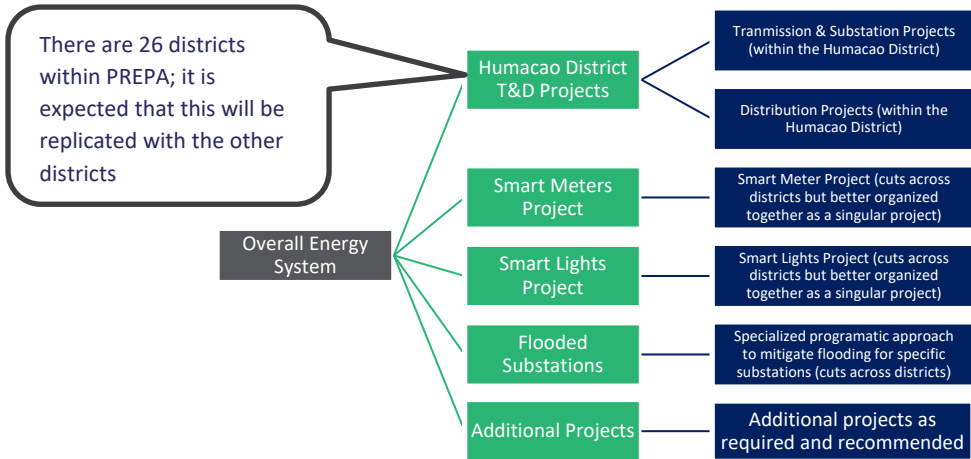 There are 26 districts
within PREPA; it is
expected that this will be
replicated with the other
districts
Overall Energy
System
Humacao District
T&D Projects
Smart Meters
Project
Smart Lights
Project
Flooded
Substations
Additional Projects
Tranmission & Substation Projects
(within the Humacao District)
Distribution Projects (within the
Humacao District)
Smart Meter Project (cuts across
districts but better organized
together as a singular project)
Smart Lights Project (cuts across
districts but better organized
together as a singular project)
Specialized programatic approach
to mitigate flooding for specific
substations (cuts across districts)
Additional projects as
required and recommended